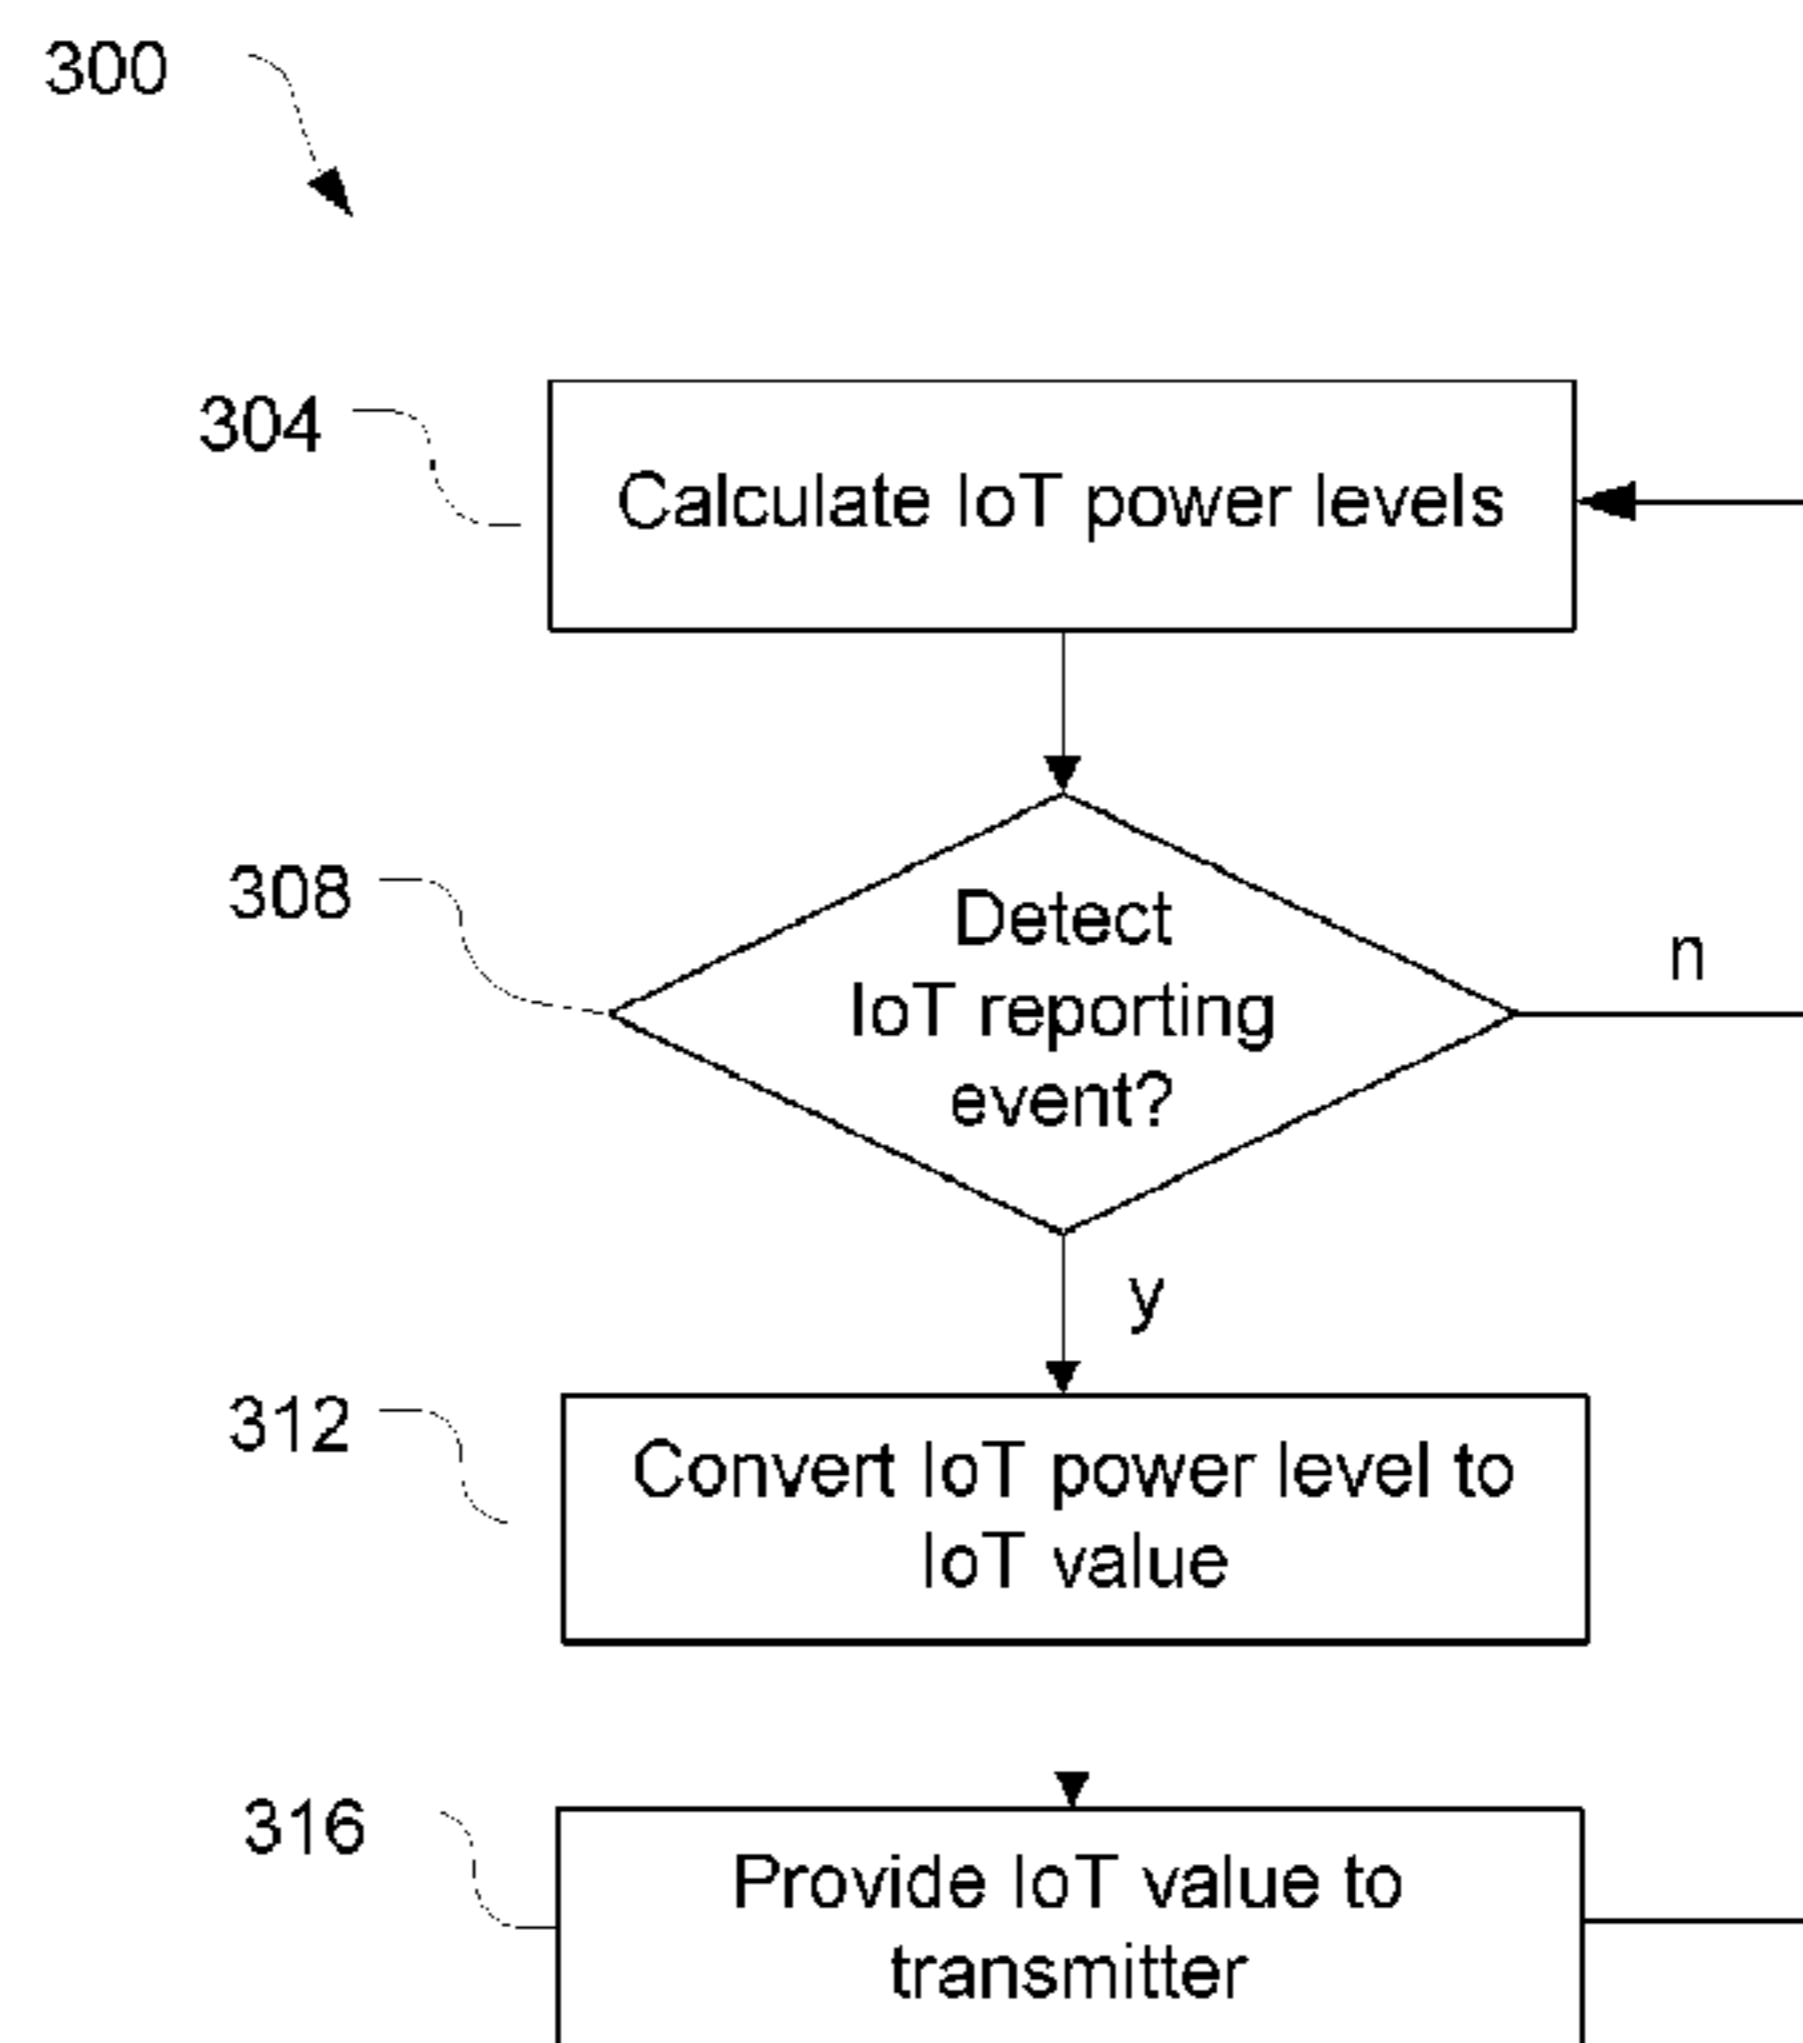 300
304
Calculate IoT power levels
308
Detect
IoT reporting
event?
n
y
312
Convert IoT power level to
IoT value
316
Provide IoT value to
transmitter